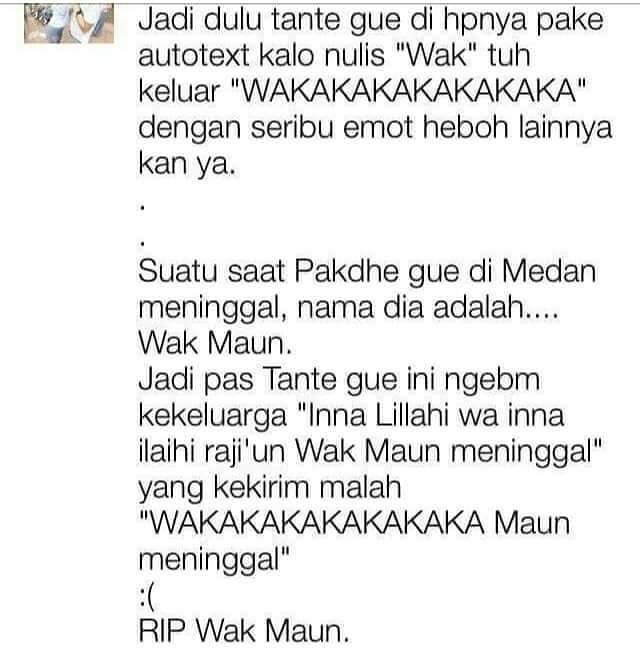 Jadi dulu tante gue di hpnya pake
autotext kalo nulis "Wak" tuh
keluar "WAKAKAKAKAKAKAKA"
dengan seribu emot heboh lainnya
kan ya.
.
.
Suatu saat Pakdhe gue di Medan
meninggal, nama dia adalah....
Wak Maun.
Jadi pas Tante gue ini ngebm
kekeluarga "Inna Lillahi wa inna
ilaihi raji'un Wak Maun meninggal"
yang kekirim malah
"WAKAKAKAKAKAKAKA Maun
meninggal"
:(
RIP Wak Maun.